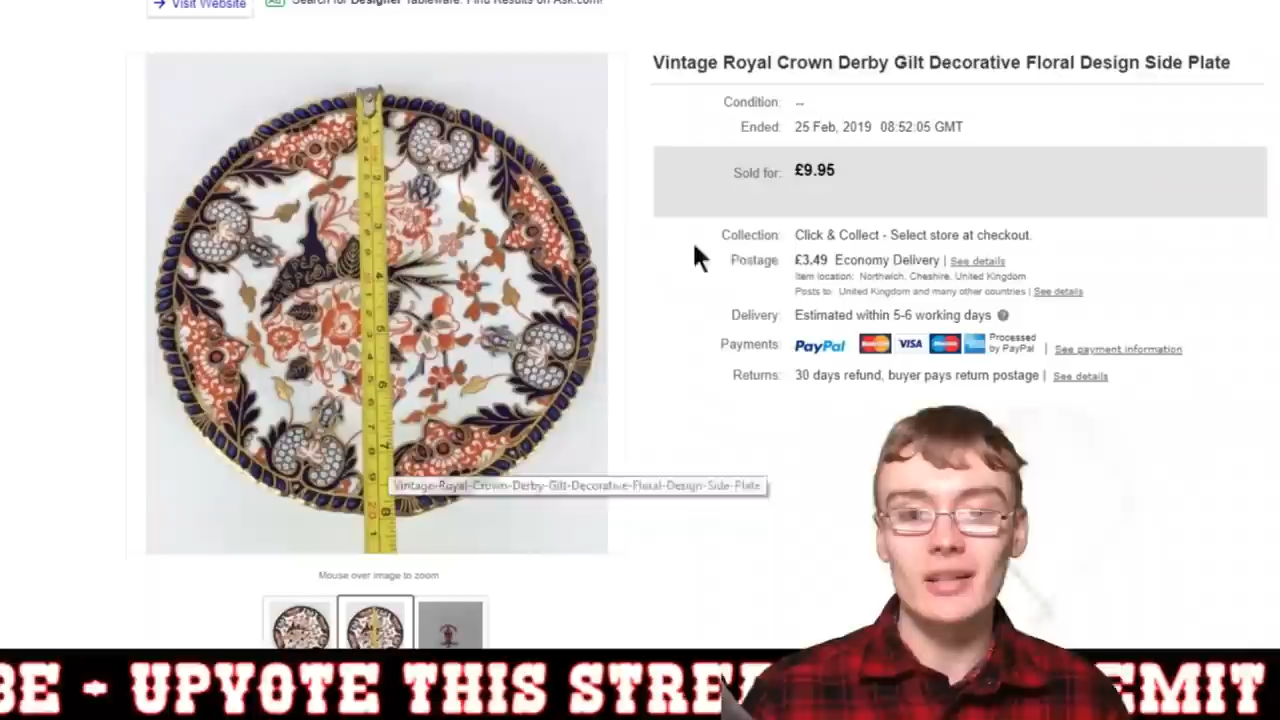 Visit Website
Ad Search for Designer Tableware. Find Results on Ask.com!
Vintage Royal Crown Derby Gilt Decorative Floral Design Side Plate
Condition: --
Ended: 25 Feb, 2019 08:52:05 GMT
Sold for: £9.95
Collection: Click & Collect - Select store at checkout.
Postage: £3.49 Economy Delivery | See details
Item location: Northwich, Cheshire, United Kingdom
Posts to: United Kingdom and many other countries | See details
Delivery: Estimated within 5-6 working days ?
Payments: PayPal MasterCard VISA Processed by PayPal | See payment information
Returns: 30 days refund, buyer pays return postage | See details
Vintage-Royal-Crown-Derby-Gilt-Decorative-Floral-Design-Side-Plate
Mouse over image to zoom
BE - UPVOTE THIS STRE EMIT